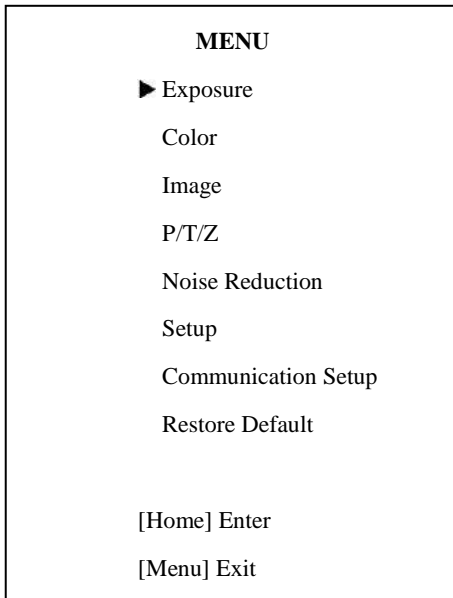 MENU
Exposure
Color
Image
P/T/Z
Noise Reduction
Setup
Communication Setup
Restore Default
[Home] Enter
[Menu] Exit